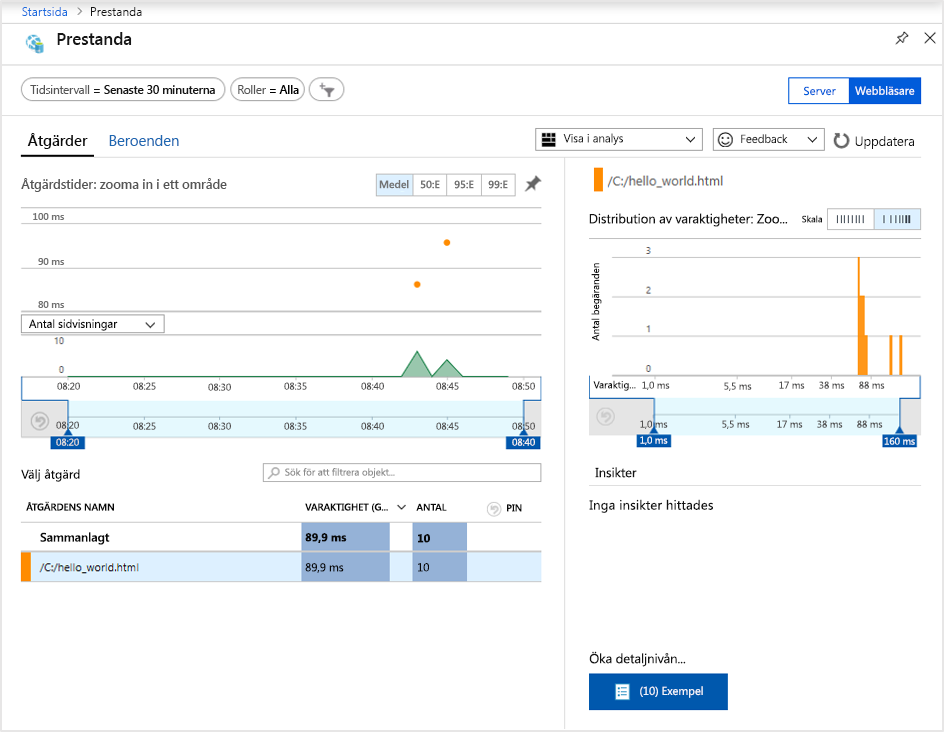 Startsida > Prestanda
Prestanda
Tidsintervall = Senaste 30 minuterna
Roller = Alla
Server
Webbläsare
Åtgärder
Beroenden
Visa i analys
Feedback
Uppdatera
Åtgärdstider: zooma in i ett område
Medel
50:E
95:E
99:E
100 ms
90 ms
80 ms
Antal sidvisningar
10
0
08:20 08:25 08:30 08:35 08:40 08:45 08:50
08:20 08:25 08:30 08:35 08:40 08:45 08:50
08:20
08:40
Välj åtgärd
Sök för att filtrera objekt...
ÅTGÄRDENS NAMN
VARAKTIGHET (G...
ANTAL
PIN
Sammanlagt
89,9 ms
10
/C:/hello_world.html
89,9 ms
10
/C:/hello_world.html
Distribution av varaktigheter: Zoo...
Skala
Antal begäranden
3
2
1
0
Varaktig... 1,0 ms 5,5 ms 17 ms 38 ms 88 ms
1,0 ms 5,5 ms 17 ms 38 ms 88 ms
1,0 ms
160 ms
Insikter
Inga insikter hittades
Öka detaljnivån...
(10) Exempel